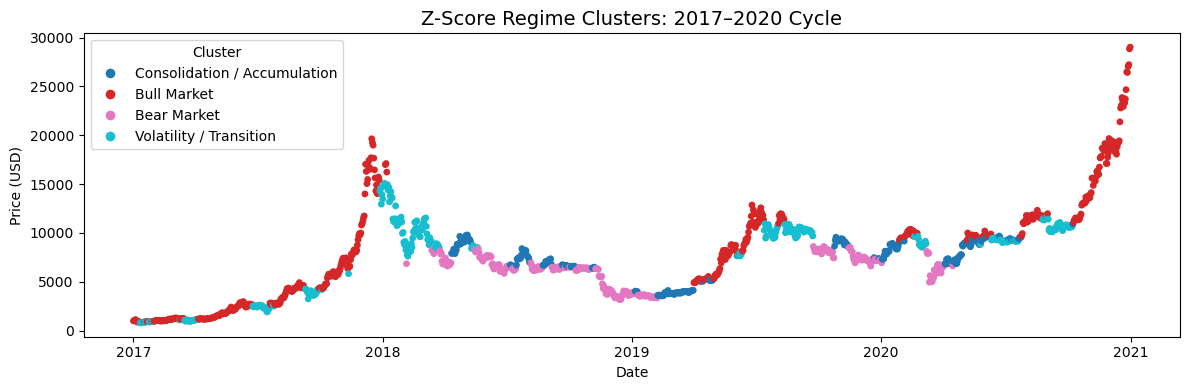 Z-Score Regime Clusters: 2017–2020 Cycle
30000
25000
20000
15000
10000
5000
0
Price (USD)
Cluster
Consolidation / Accumulation
Bull Market
Bear Market
Volatility / Transition
2017
2018
2019
2020
2021
Date